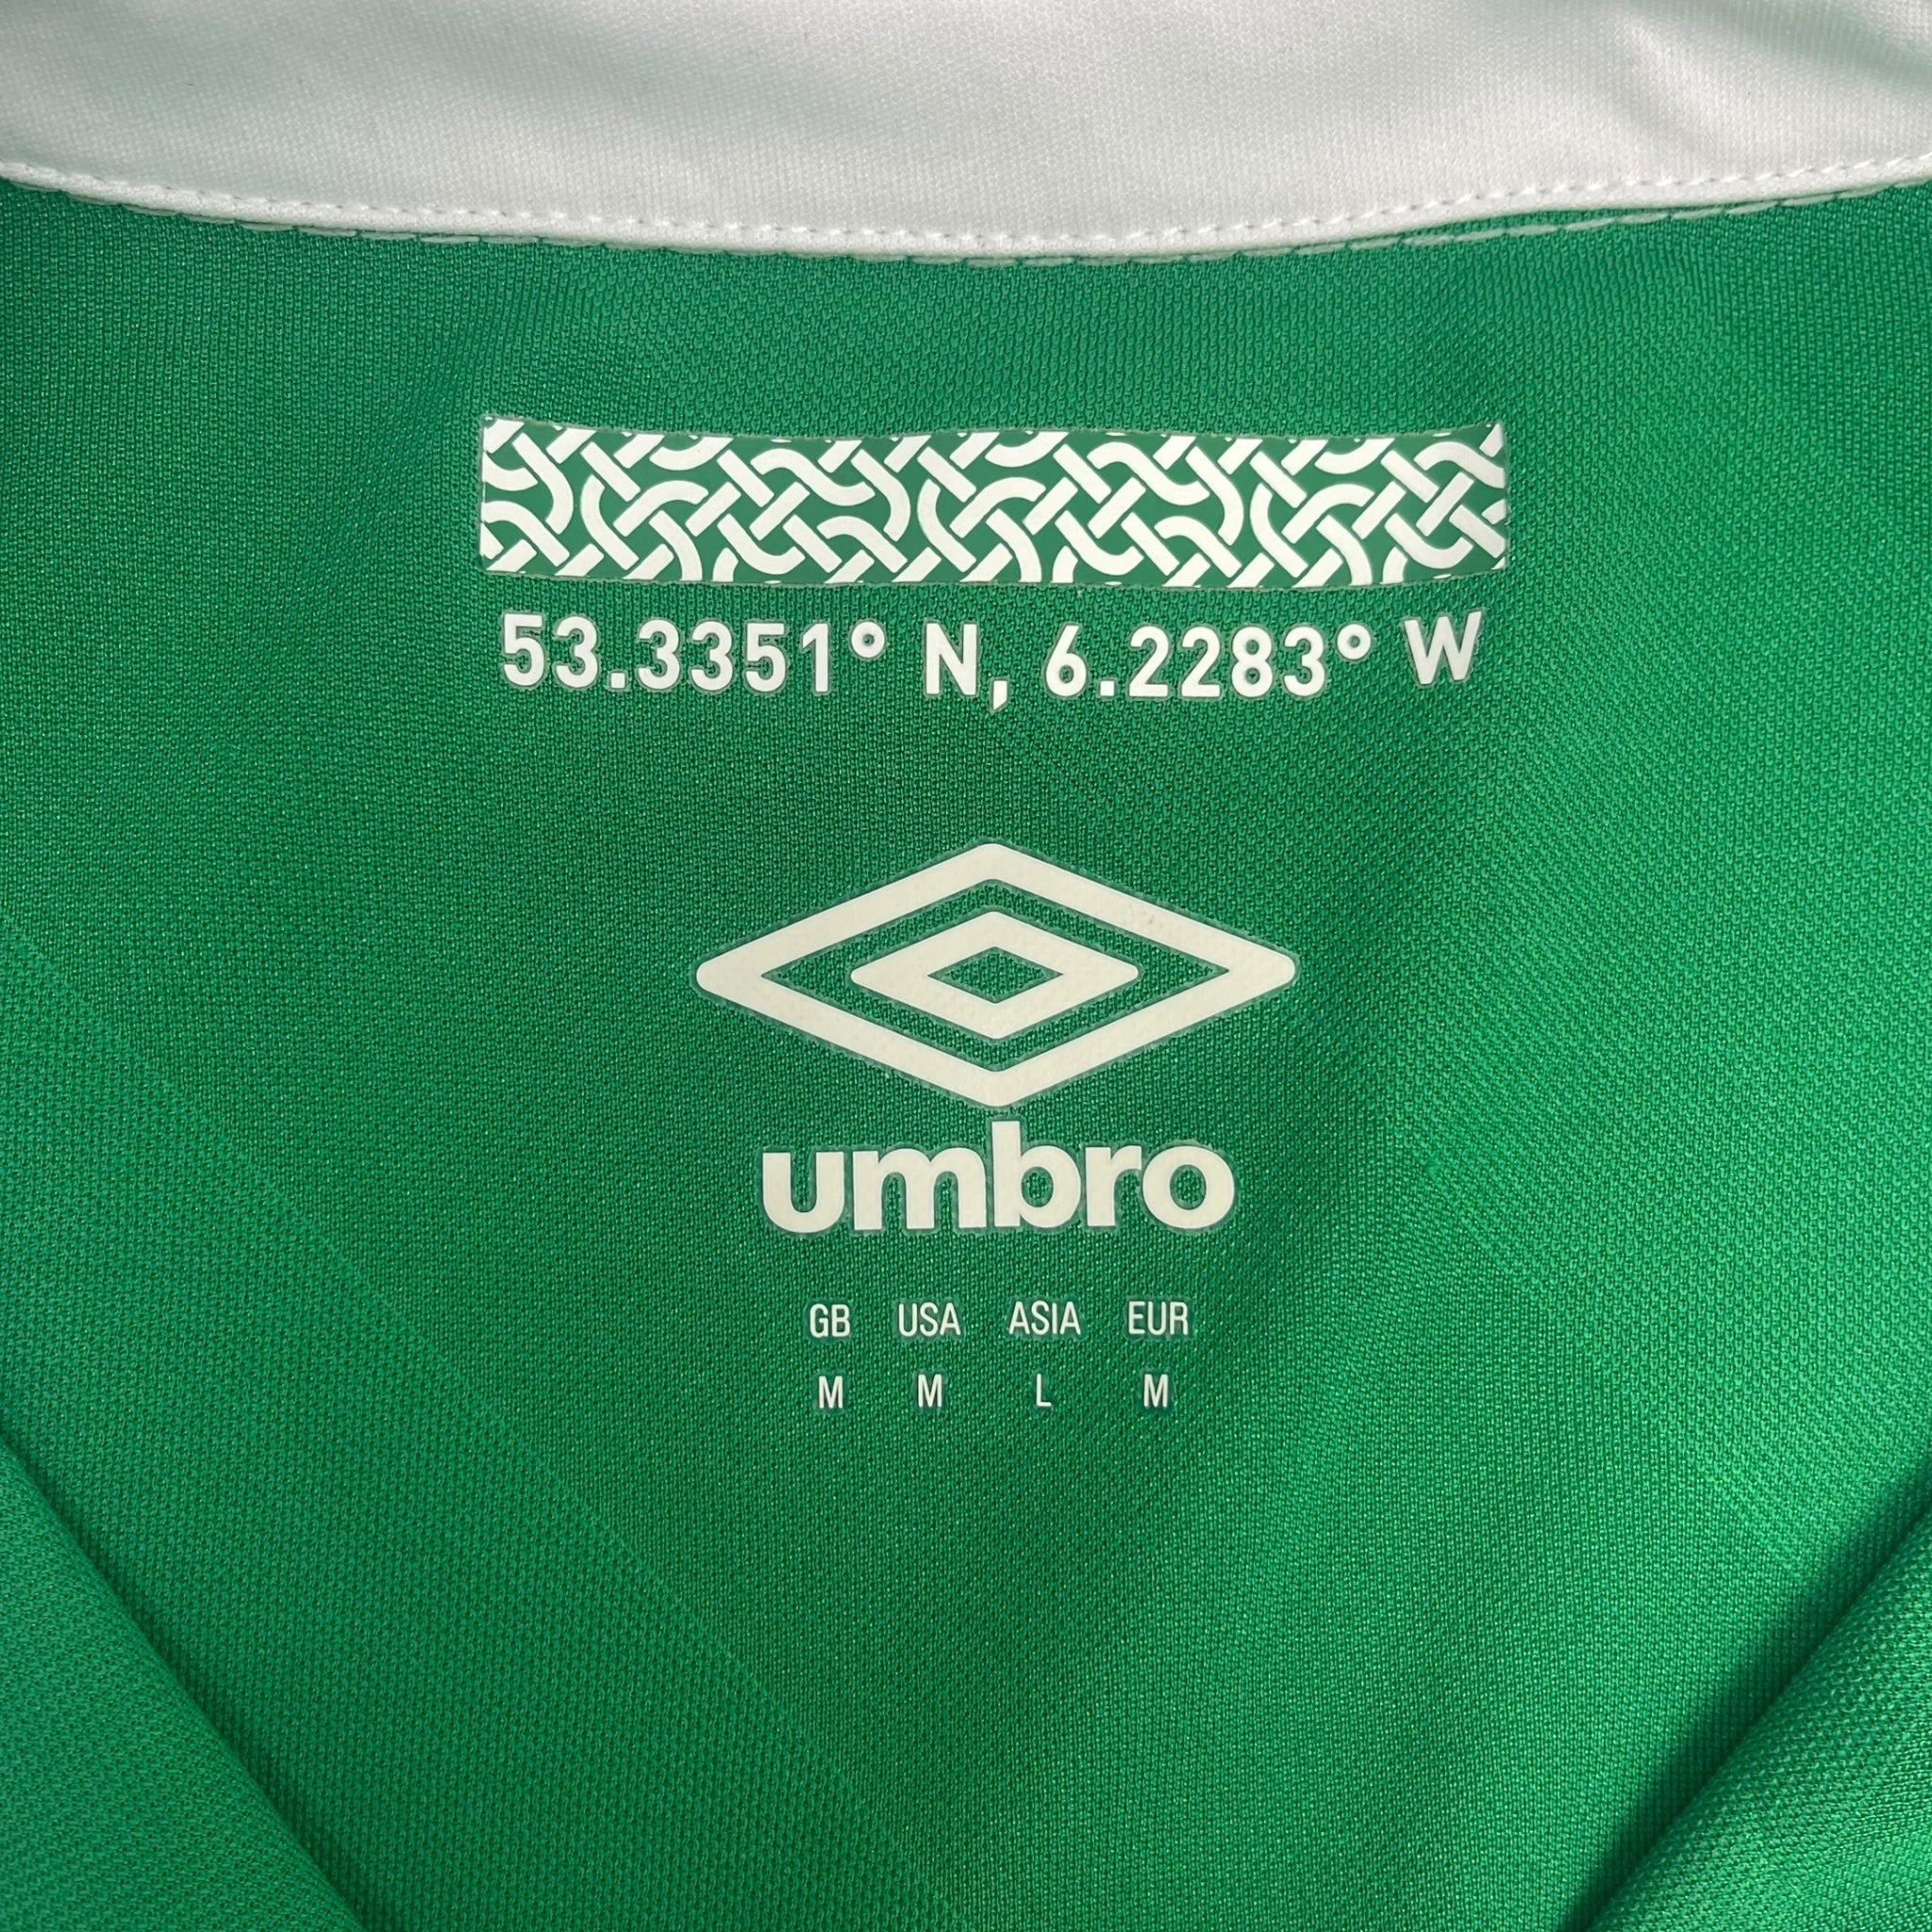 53.3351° N, 6.2283° W
umbro
GB USA ASIA EUR
M M L M